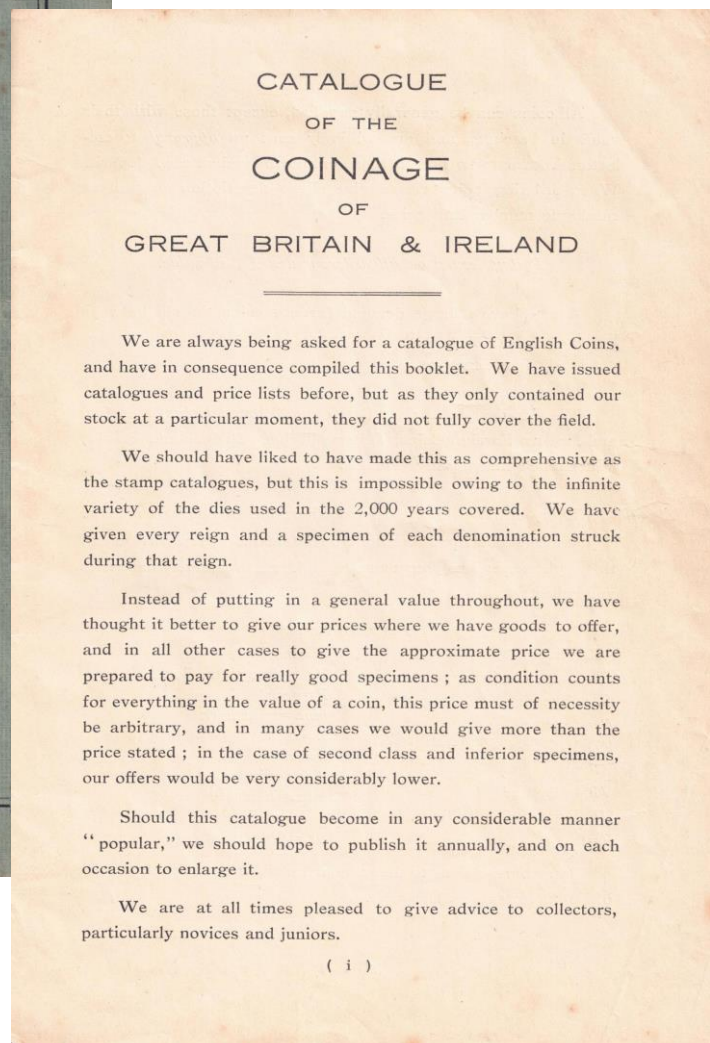 CATALOGUE
OF THE
COINAGE
OF
GREAT BRITAIN & IRELAND
We are always being asked for a catalogue of English Coins,
and have in consequence compiled this booklet. We have issued
catalogues and price lists before, but as they only contained our
stock at a particular moment, they did not fully cover the field.
We should have liked to have made this as comprehensive as
the stamp catalogues, but this is impossible owing to the infinite
variety of the dies used in the 2,000 years covered. We have
given every reign and a specimen of each denomination struck
during that reign.
Instead of putting in a general value throughout, we have
thought it better to give our prices where we have goods to offer,
and in all other cases to give the approximate price we are
prepared to pay for really good specimens ; as condition counts
for everything in the value of a coin, this price must of necessity
be arbitrary, and in many cases we would give more than the
price stated ; in the case of second class and inferior specimens,
our offers would be very considerably lower.
Should this catalogue become in any considerable manner
“ popular,” we should hope to publish it annually, and on each
occasion to enlarge it.
We are at all times pleased to give advice to collectors,
particularly novices and juniors.
( i )